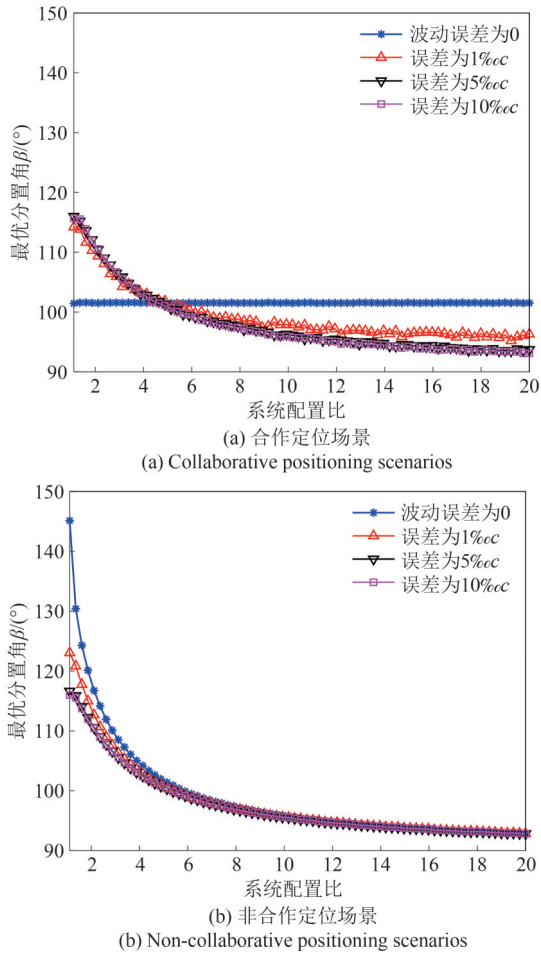 150
140
130
120
110
100
90
最优分置角β/(°)
波动误差为0
误差为1‰c
误差为5‰c
误差为10‰c
2 4 6 8 10 12 14 16 18 20
系统配置比
(a) 合作定位场景
(a) Collaborative positioning scenarios
150
140
130
120
110
100
90
最优分置角β/(°)
波动误差为0
误差为1‰c
误差为5‰c
误差为10‰c
2 4 6 8 10 12 14 16 18 20
系统配置比
(b) 非合作定位场景
(b) Non-collaborative positioning scenarios